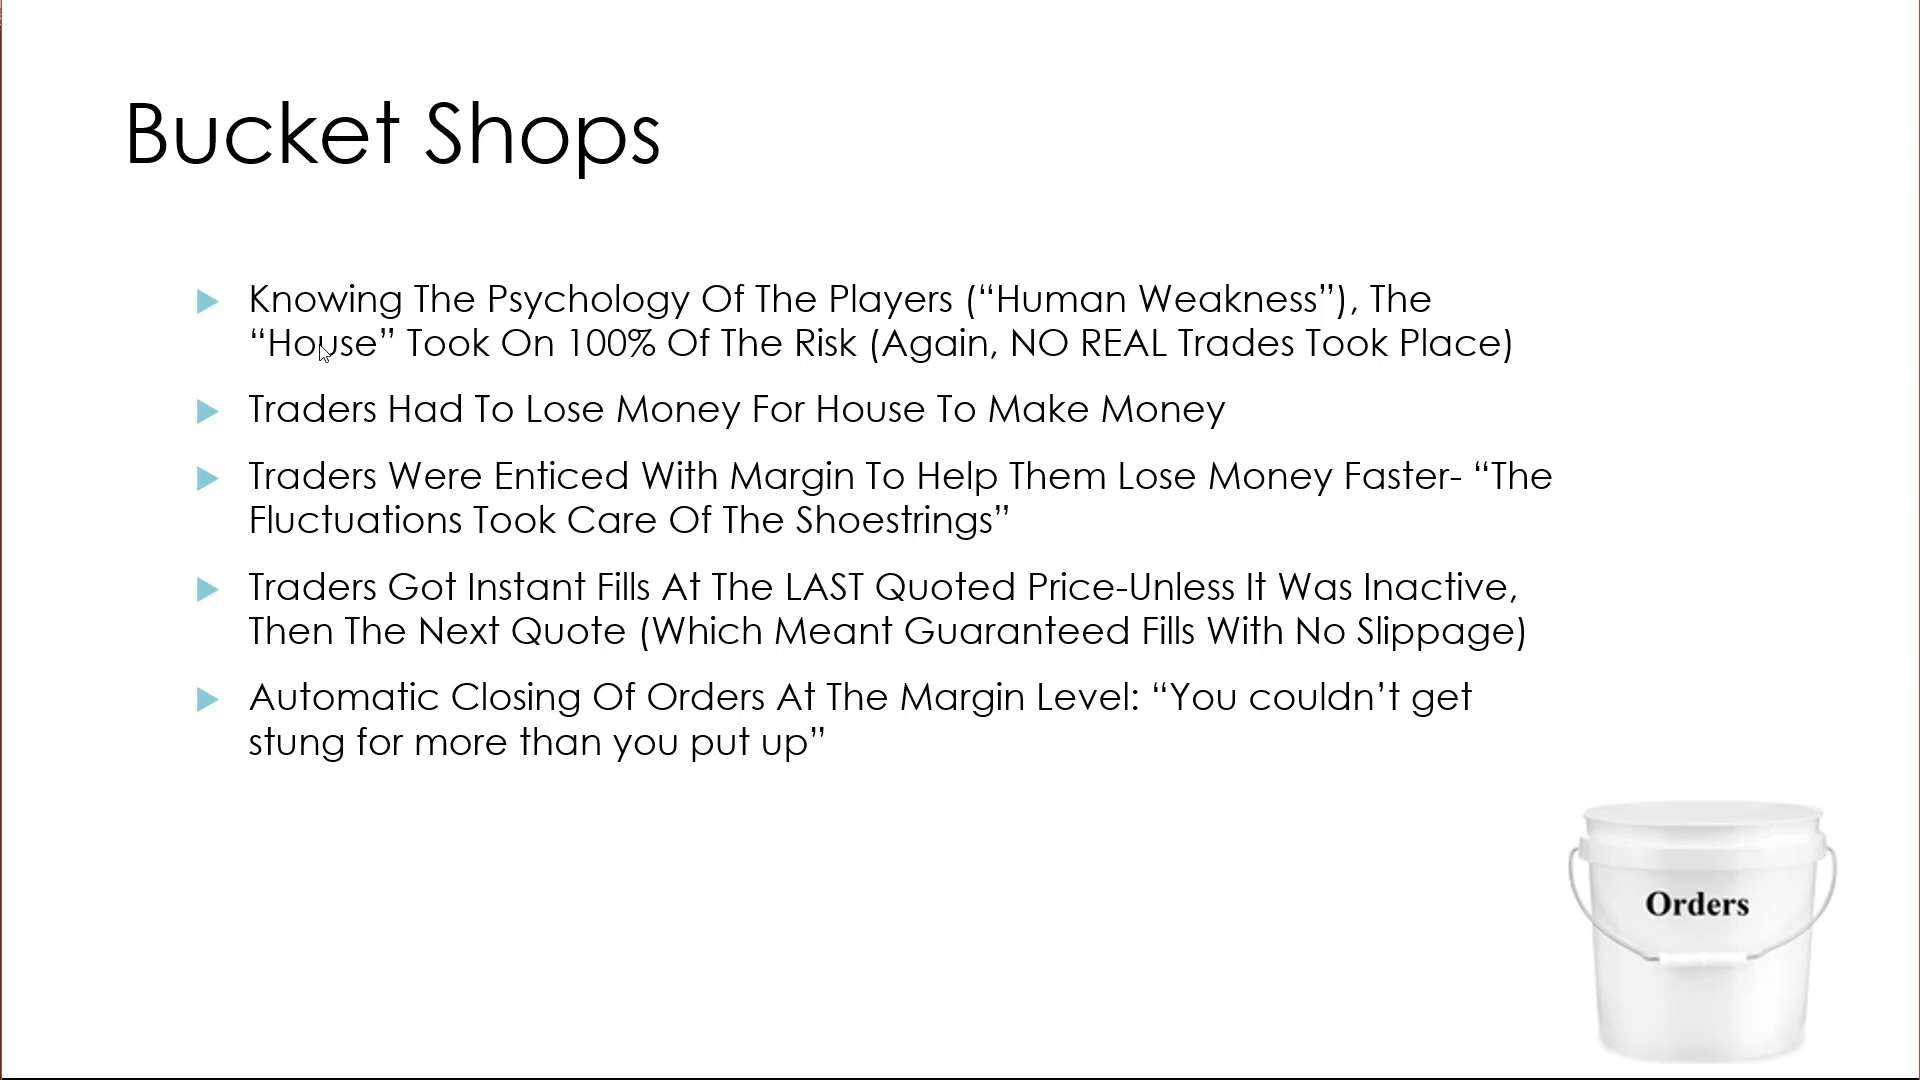 Bucket Shops
Knowing The Psychology Of The Players (“Human Weakness”), The
“House” Took On 100% Of The Risk (Again, NO REAL Trades Took Place)
Traders Had To Lose Money For House To Make Money
Traders Were Enticed With Margin To Help Them Lose Money Faster- “The
Fluctuations Took Care Of The Shoestrings”
Traders Got Instant Fills At The LAST Quoted Price-Unless It Was Inactive,
Then The Next Quote (Which Meant Guaranteed Fills With No Slippage)
Automatic Closing Of Orders At The Margin Level: “You couldn’t get
stung for more than you put up”
Orders